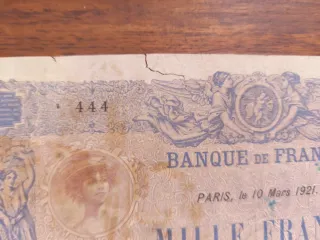 444
BANQUE DE FRAN
PARIS, le 10 Mars 1921.
MILLE FRAN